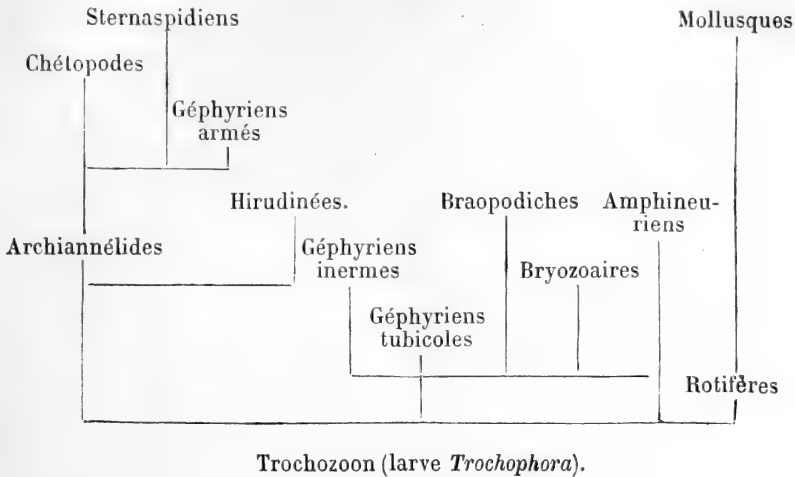 Sternaspidiens
Mollusques
Chétopodes
Géphyriens
armés
Hirudinées.
Braopodiches
Amphineu-
riens
Archiannélides
Géphyriens
inermes
Bryozoaires
Géphyriens
tubicoles
Rotifères
Trochozoon (larve Trochophora).